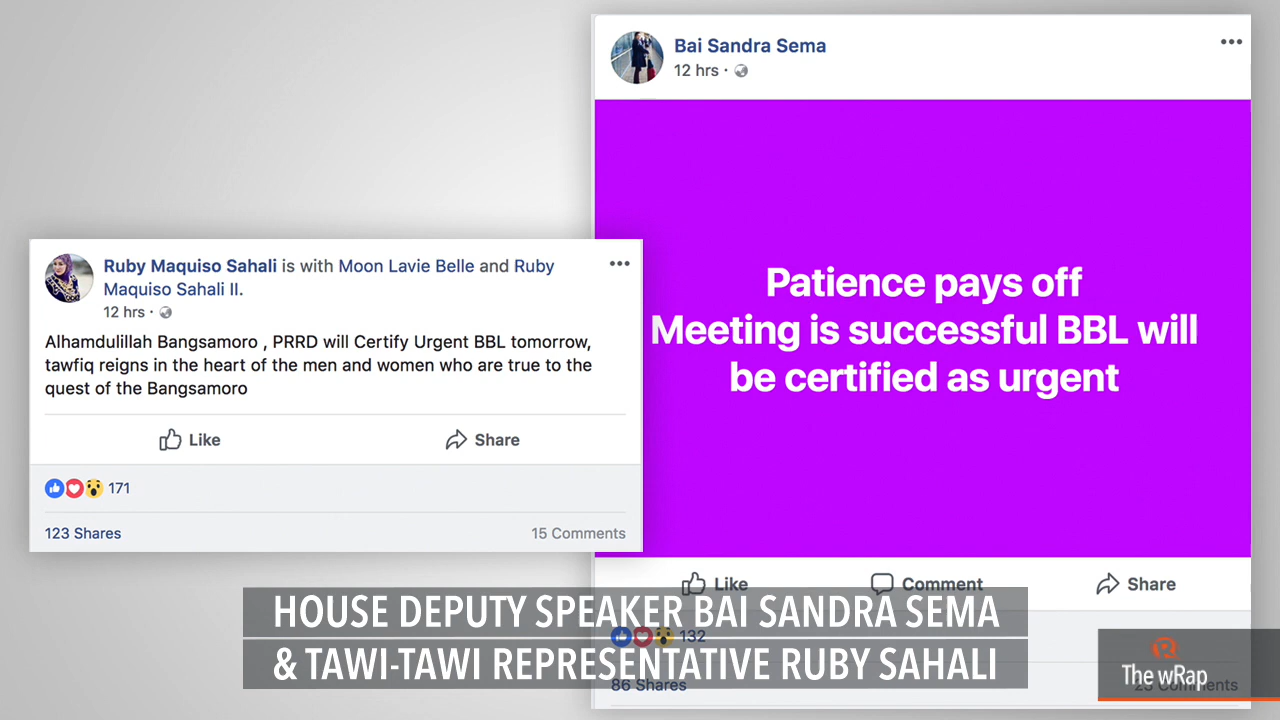 Bai Sandra Sema
12 hrs ·
Patience pays off
Meeting is successful BBL will
be certified as urgent
Like Comment Share
132
86 Shares 23 Comments
Ruby Maquiso Sahali is with Moon Lavie Belle and Ruby
Maquiso Sahali II.
12 hrs ·
Alhamdulillah Bangsamoro , PRRD will Certify Urgent BBL tomorrow,
tawfiq reigns in the heart of the men and women who are true to the
quest of the Bangsamoro
Like Share
171
123 Shares 15 Comments
HOUSE DEPUTY SPEAKER BAI SANDRA SEMA
& TAWI-TAWI REPRESENTATIVE RUBY SAHALI
R
The wRap